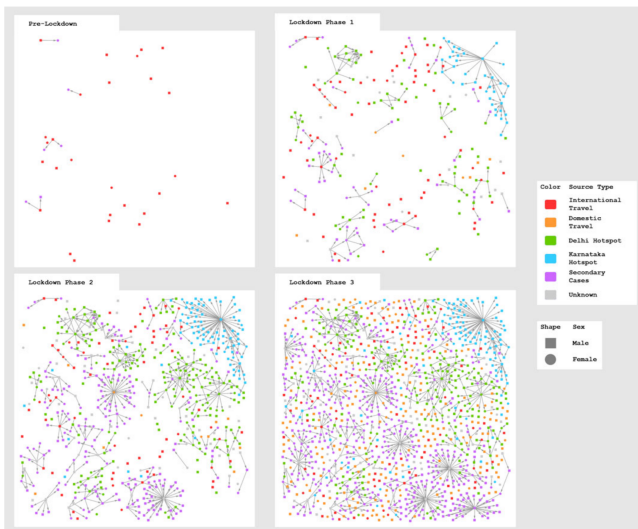 Pre-Lockdown
Lockdown Phase 1
Lockdown Phase 2
Lockdown Phase 3
Color Source Type
International
Travel
Domestic
Travel
Delhi Hotspot
Karnataka
Hotspot
Secondary
Cases
Unknown
Shape Sex
Male
Female